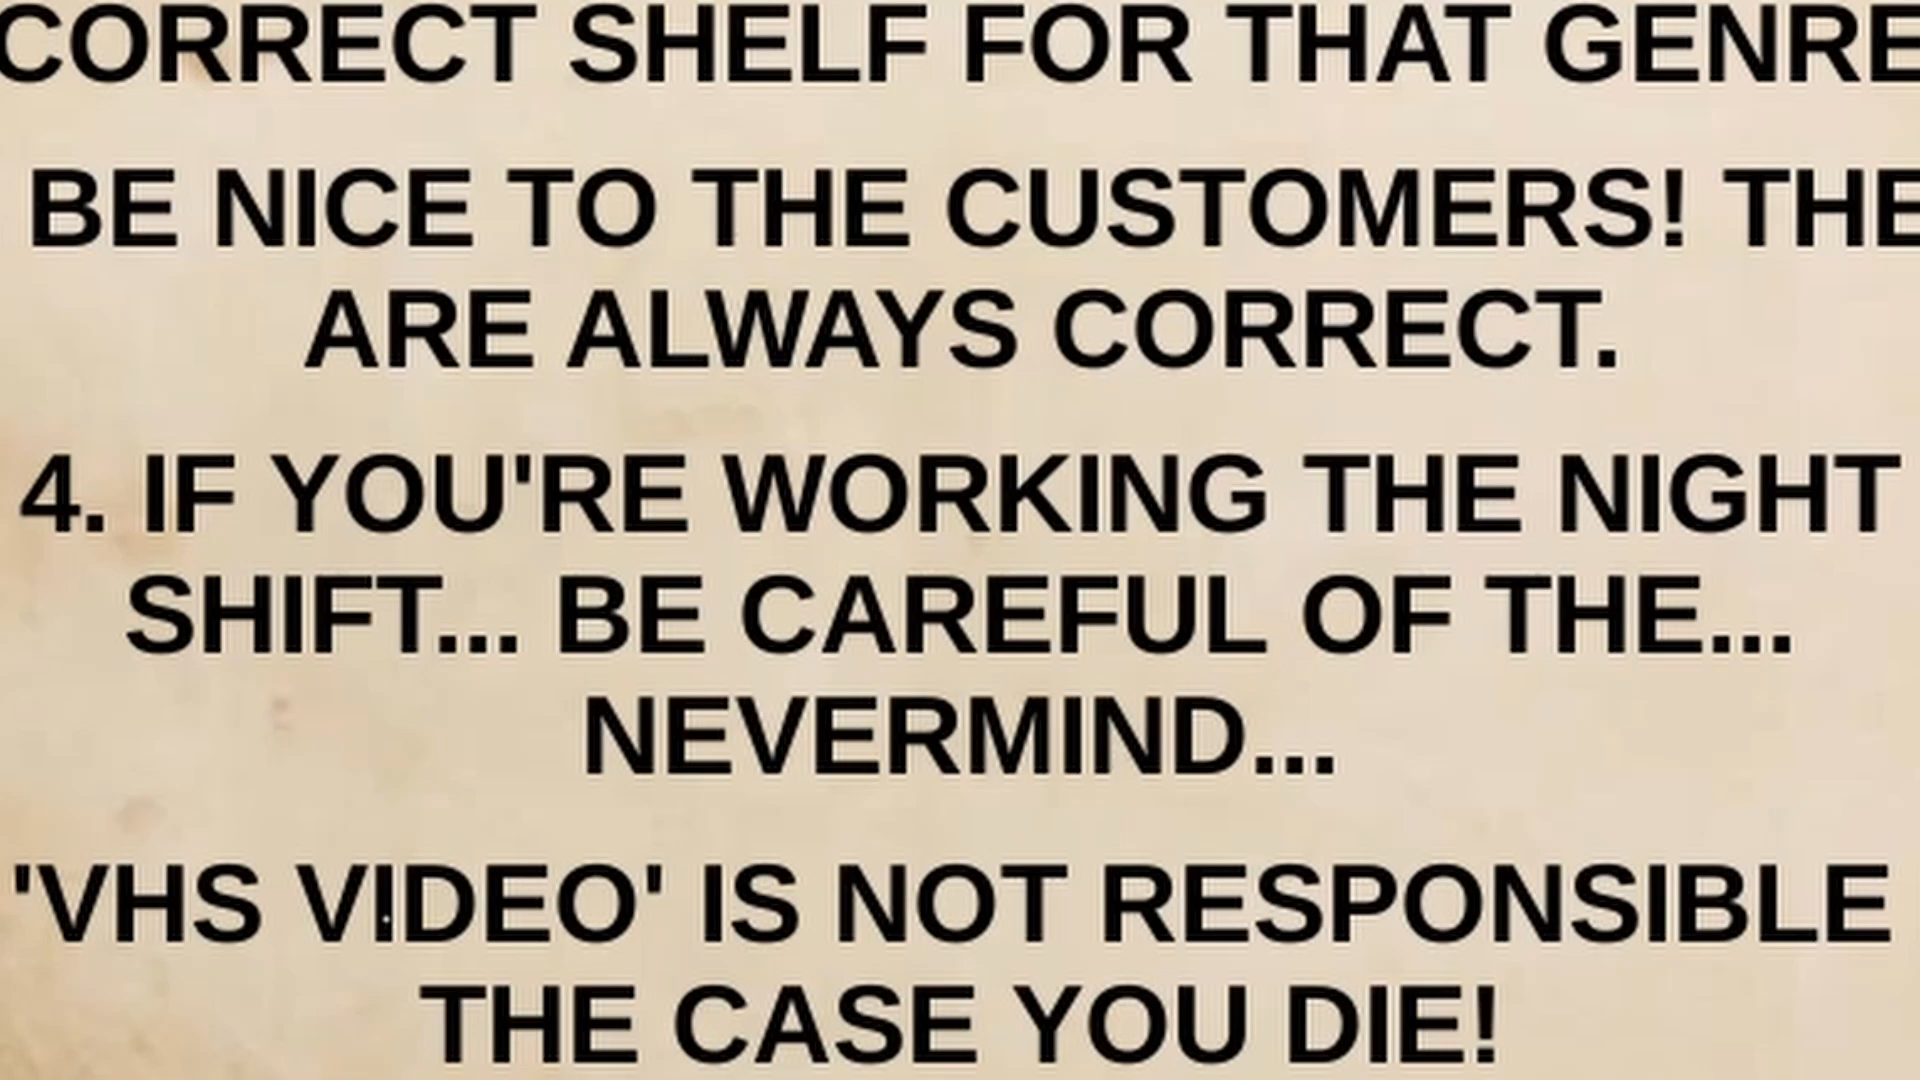 CORRECT SHELF FOR THAT GENRE
BE NICE TO THE CUSTOMERS! THE
ARE ALWAYS CORRECT.
4. IF YOU'RE WORKING THE NIGHT
SHIFT... BE CAREFUL OF THE...
NEVERMIND...
'VHS VIDEO' IS NOT RESPONSIBLE
THE CASE YOU DIE!